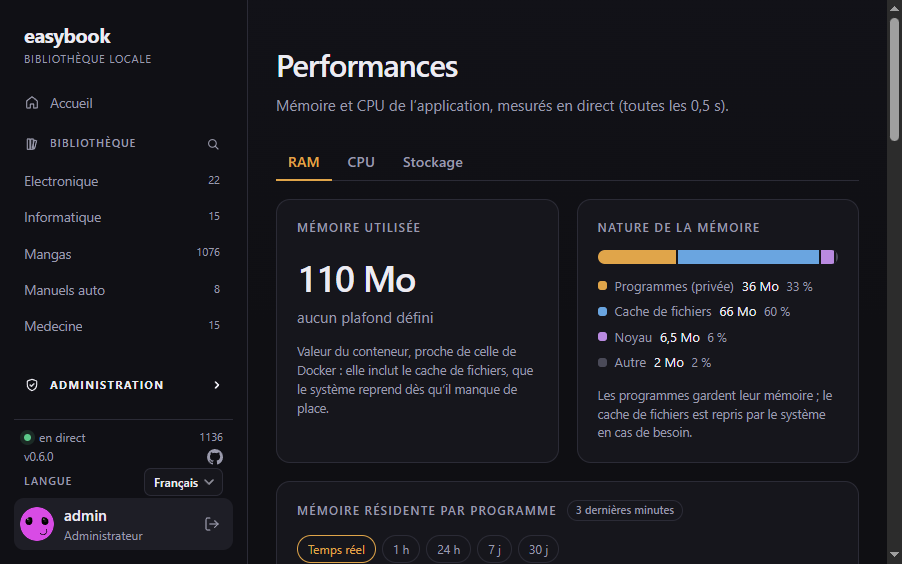 easybook
BIBLIOTHÈQUE LOCALE
Accueil
BIBLIOTHÈQUE
Electronique 22
Informatique 15
Mangas 1076
Manuels auto 8
Medecine 15
ADMINISTRATION
en direct 1136
v0.6.0
LANGUE Français
admin
Administrateur
Performances
Mémoire et CPU de l’application, mesurés en direct (toutes les 0,5 s).
RAM CPU Stockage
MÉMOIRE UTILISÉE
110 Mo
aucun plafond défini
Valeur du conteneur, proche de celle de
Docker : elle inclut le cache de fichiers, que
le système reprend dès qu’il manque de
place.
NATURE DE LA MÉMOIRE
Programmes (privée) 36 Mo 33 %
Cache de fichiers 66 Mo 60 %
Noyau 6,5 Mo 6 %
Autre 2 Mo 2 %
Les programmes gardent leur mémoire ; le
cache de fichiers est repris par le système
en cas de besoin.
MÉMOIRE RÉSIDENTE PAR PROGRAMME 3 dernières minutes
Temps réel 1 h 24 h 7 j 30 j